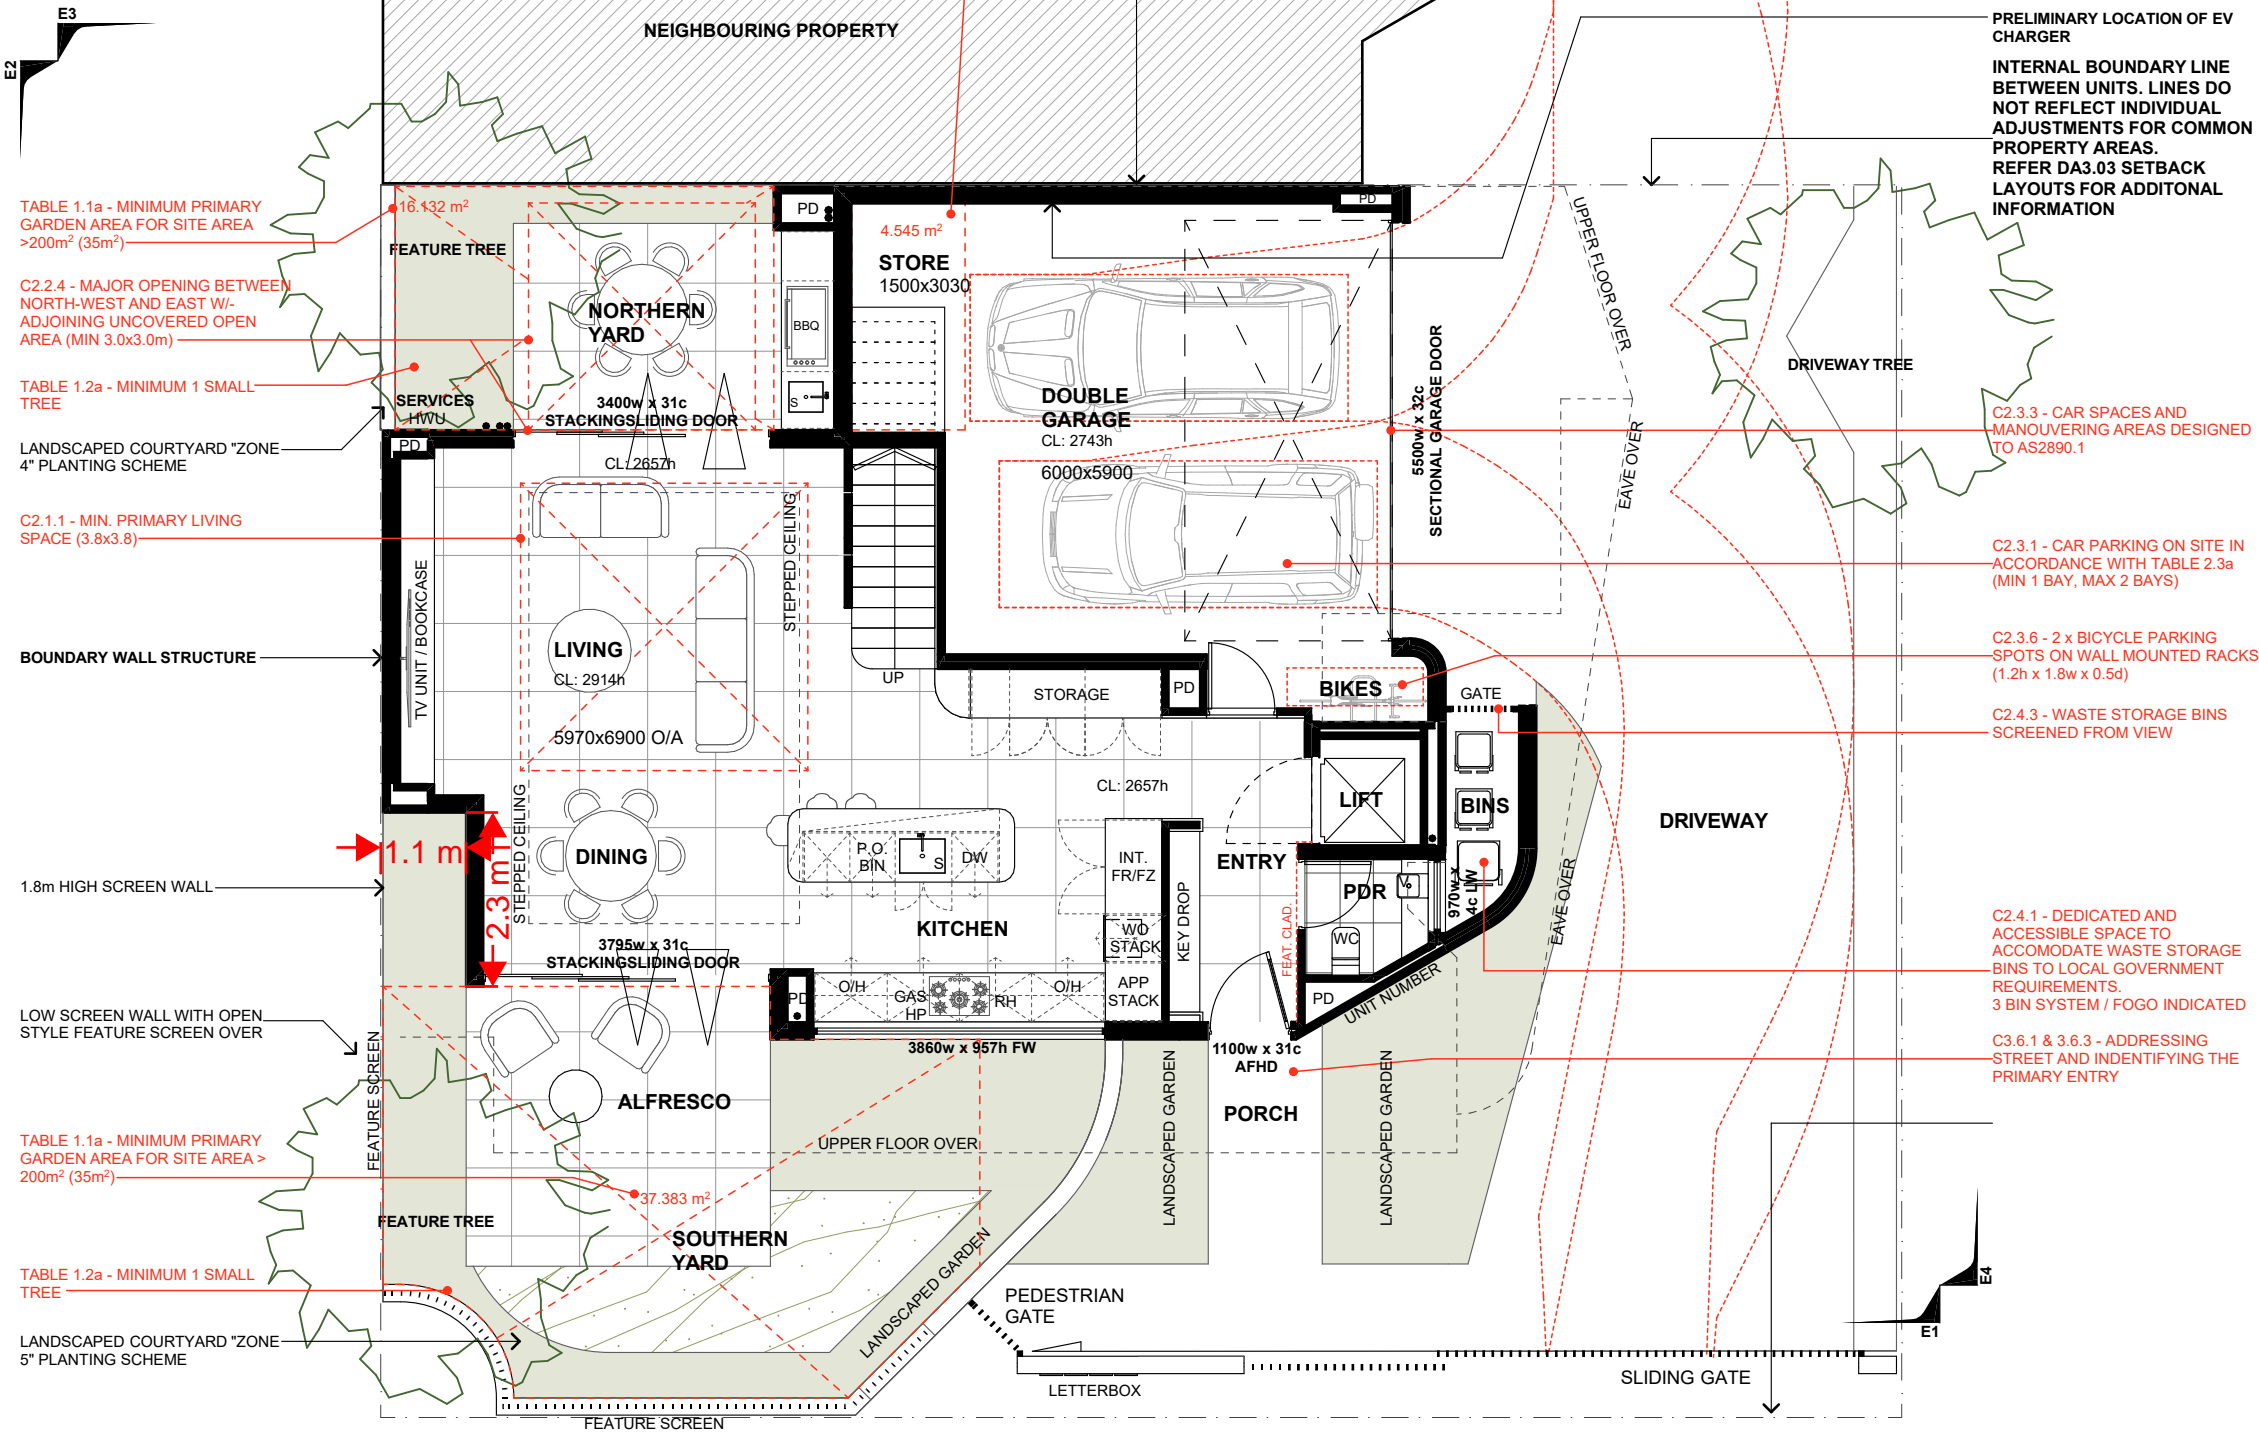 E3
E2
NEIGHBOURING PROPERTY
PRELIMINARY LOCATION OF EV
CHARGER
INTERNAL BOUNDARY LINE
BETWEEN UNITS. LINES DO
NOT REFLECT INDIVIDUAL
ADJUSTMENTS FOR COMMON
PROPERTY AREAS.
REFER DA3.03 SETBACK
LAYOUTS FOR ADDITONAL
INFORMATION
TABLE 1.1a - MINIMUM PRIMARY
GARDEN AREA FOR SITE AREA
>200m² (35m²)
C2.2.4 - MAJOR OPENING BETWEEN
NORTH-WEST AND EAST W/-
ADJOINING UNCOVERED OPEN
AREA (MIN 3.0x3.0m)
TABLE 1.2a - MINIMUM 1 SMALL
TREE
LANDSCAPED COURTYARD "ZONE
4" PLANTING SCHEME
C2.1.1 - MIN. PRIMARY LIVING
SPACE (3.8x3.8)
BOUNDARY WALL STRUCTURE
1.8m HIGH SCREEN WALL
LOW SCREEN WALL WITH OPEN
STYLE FEATURE SCREEN OVER
TABLE 1.1a - MINIMUM PRIMARY
GARDEN AREA FOR SITE AREA >
200m² (35m²)
TABLE 1.2a - MINIMUM 1 SMALL
TREE
LANDSCAPED COURTYARD "ZONE
5" PLANTING SCHEME
16.132 m²
FEATURE TREE
NORTHERN
YARD
SERVICES
HWU
PD
PD
BBQ
S
3400w x 31c
STACKINGSLIDING DOOR
CL: 2657h
4.545 m²
STORE
1500x3030
PD
DOUBLE
GARAGE
CL: 2743h
6000x5900
5500w x 32c
SECTIONAL GARAGE DOOR
UPPER FLOOR OVER
EAVE OVER
DRIVEWAY TREE
TV UNIT / BOOKCASE
STEPPED CEILING
LIVING
CL: 2914h
5970x6900 O/A
UP
STORAGE
PD
BIKES
GATE
CL: 2657h
LIFT
BINS
DRIVEWAY
1.1 m
2.3 m
STEPPED CEILING
DINING
P.O.
BIN
S
DW
INT.
FR/FZ
KITCHEN
WO
STACK
APP
STACK
KEY DROP
ENTRY
FEAT. CLAD.
PDR
V
WC
PD
970w x
4c LW
EAVE OVER
UNIT NUMBER
3795w x 31c
STACKINGSLIDING DOOR
PD
O/H
GAS
HP
RH
O/H
3860w x 957h FW
1100w x 31c
AFHD
PORCH
LANDSCAPED GARDEN
LANDSCAPED GARDEN
FEATURE SCREEN
ALFRESCO
UPPER FLOOR OVER
37.383 m²
FEATURE TREE
SOUTHERN
YARD
LANDSCAPED GARDEN
PEDESTRIAN
GATE
LETTERBOX
FEATURE SCREEN
SLIDING GATE
C2.3.3 - CAR SPACES AND
MANOUVERING AREAS DESIGNED
TO AS2890.1
C2.3.1 - CAR PARKING ON SITE IN
ACCORDANCE WITH TABLE 2.3a
(MIN 1 BAY, MAX 2 BAYS)
C2.3.6 - 2 x BICYCLE PARKING
SPOTS ON WALL MOUNTED RACKS
(1.2h x 1.8w x 0.5d)
C2.4.3 - WASTE STORAGE BINS
SCREENED FROM VIEW
C2.4.1 - DEDICATED AND
ACCESSIBLE SPACE TO
ACCOMODATE WASTE STORAGE
BINS TO LOCAL GOVERNMENT
REQUIREMENTS.
3 BIN SYSTEM / FOGO INDICATED
C3.6.1 & 3.6.3 - ADDRESSING
STREET AND INDENTIFYING THE
PRIMARY ENTRY
E4
E1